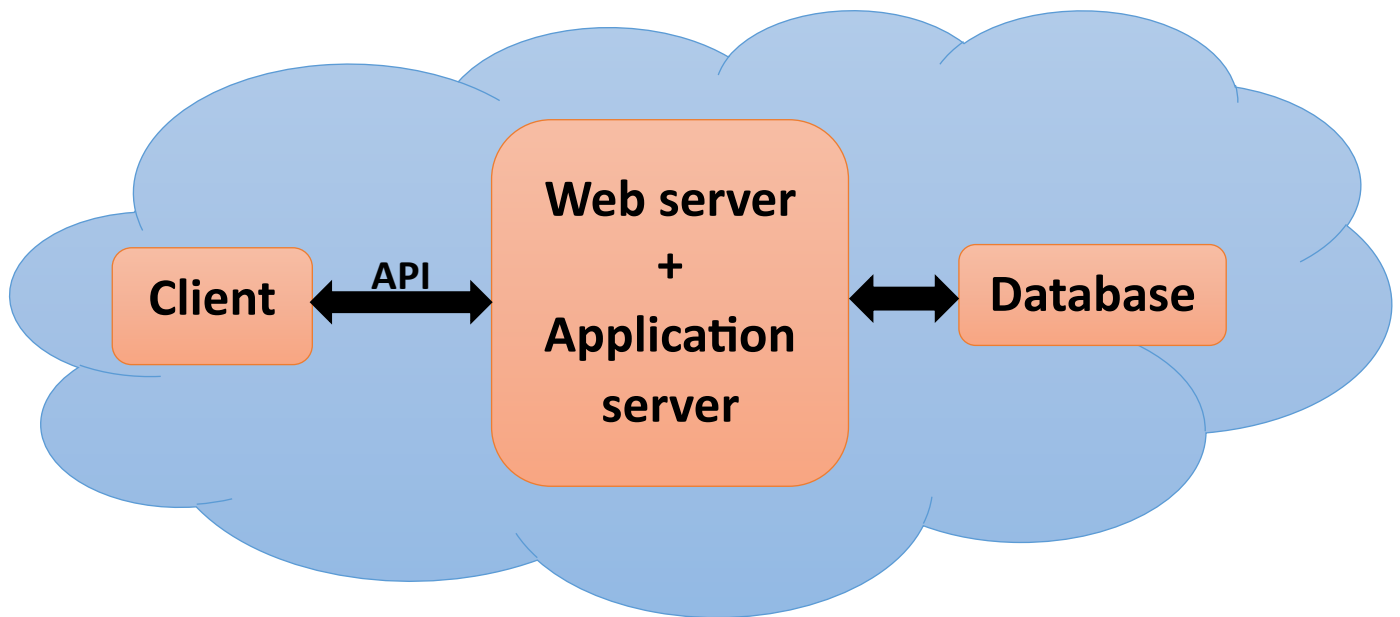 Client
API
Web server
+
Application
server
Database